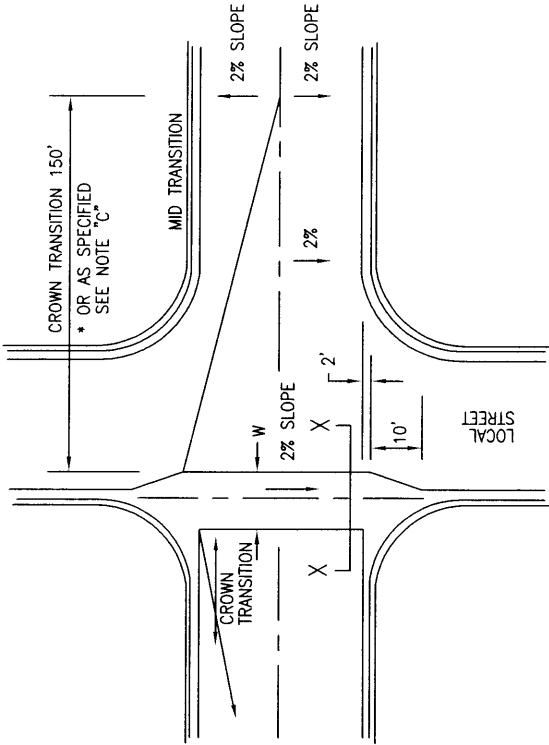 CROWN TRANSITION 150'
* OR AS SPECIFIED
SEE NOTE "C"
MID TRANSITION
2% SLOPE
2% SLOPE
2%
2'
W
2% SLOPE
X
X
10'
CROWN
TRANSITION
LOCAL
STREET